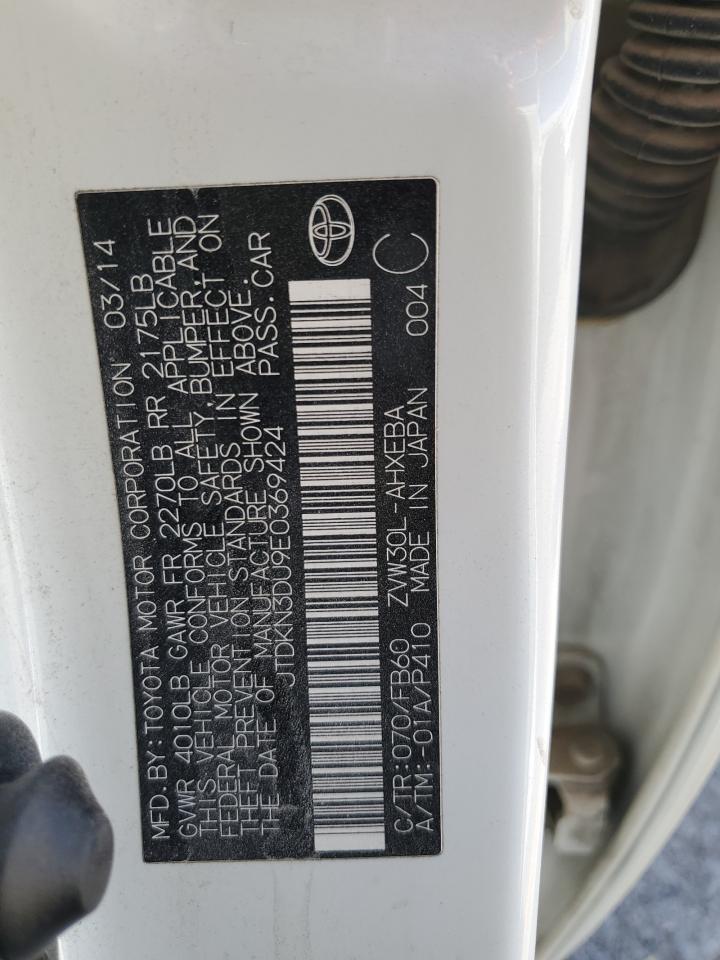 MFD.BY:TOYOTA MOTOR CORPORATION 03/14
GVWR 4010LB GAWR FR 2270LB RR 2175LB
THIS VEHICLE CONFORMS TO ALL APPLICABLE
FEDERAL MOTOR VEHICLE SAFETY,BUMPER,AND
THEFT PREVENTION STANDARDS IN EFFECT ON
THE DATE OF MANUFACTURE SHOWN ABOVE.
JTDKN3DU9E0369424 PASS.CAR
C/TR:070/FB60 ZVW30L-AHXEBA 004 C
A/TM:-01A/P410 MADE IN JAPAN